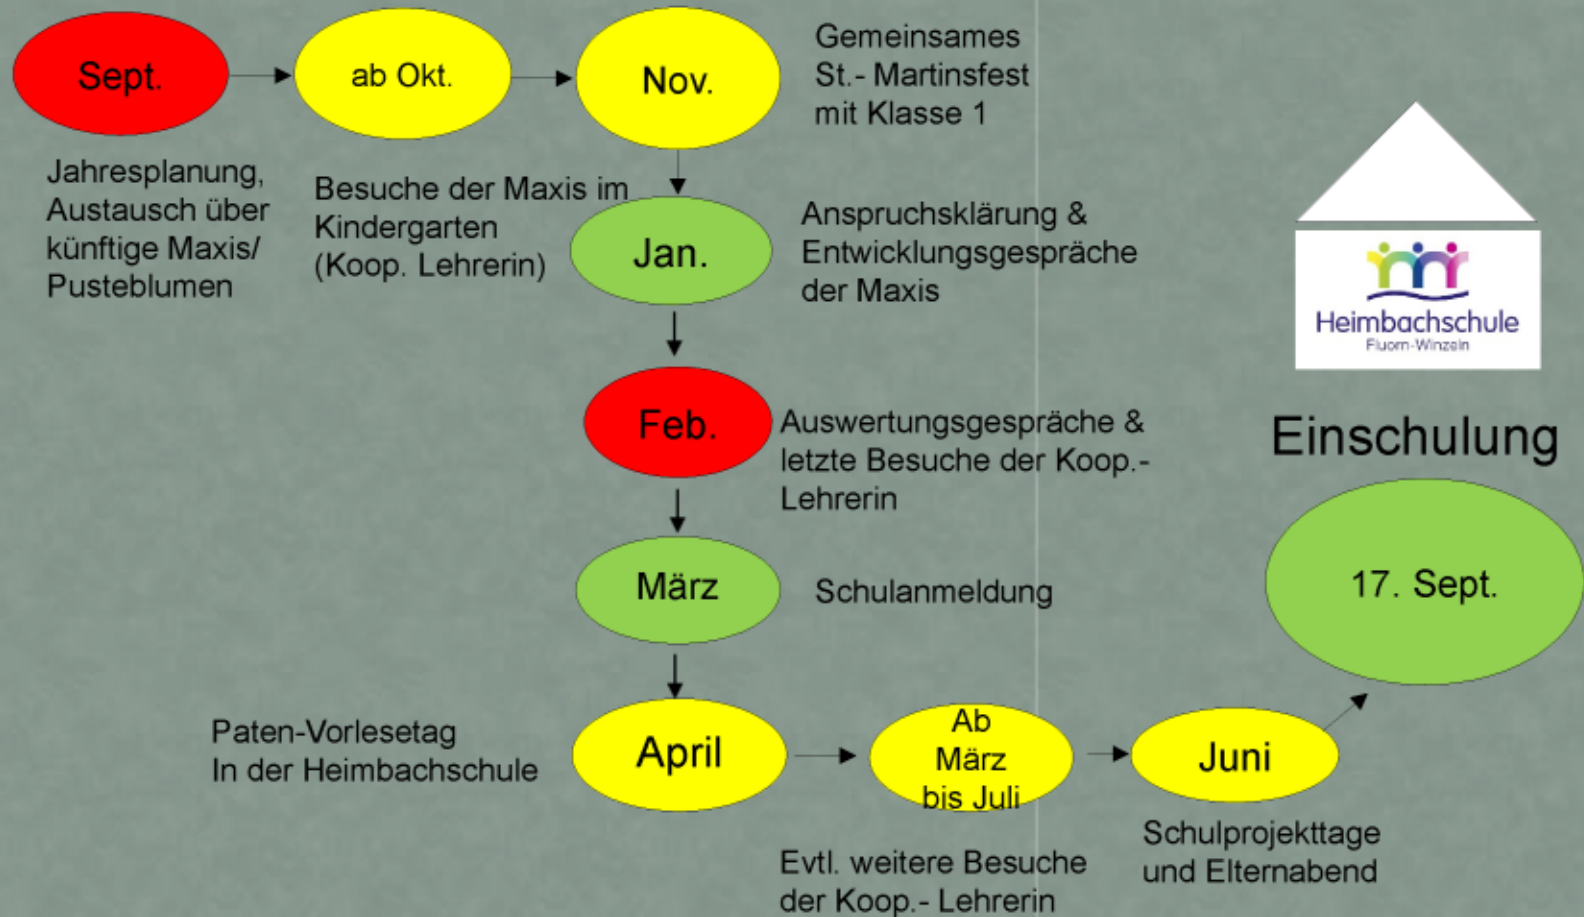 Sept.
Jahresplanung,
Austausch über
künftige Maxis/
Pusteblumen
ab Okt.
Besuche der Maxis im
Kindergarten
(Koop. Lehrerin)
Nov.
Gemeinsames
St.- Martinsfest
mit Klasse 1
Jan.
Anspruchsklärung &
Entwicklungsgespräche
der Maxis
Feb.
Auswertungsgespräche &
letzte Besuche der Koop.-
Lehrerin
März
Schulanmeldung
April
Paten-Vorlesetag
In der Heimbachschule
Ab
März
bis Juli
Evtl. weitere Besuche
der Koop.- Lehrerin
Juni
Schulprojekttage
und Elternabend
Heimbachschule
Fluorn-Winzeln
Einschulung
17. Sept.